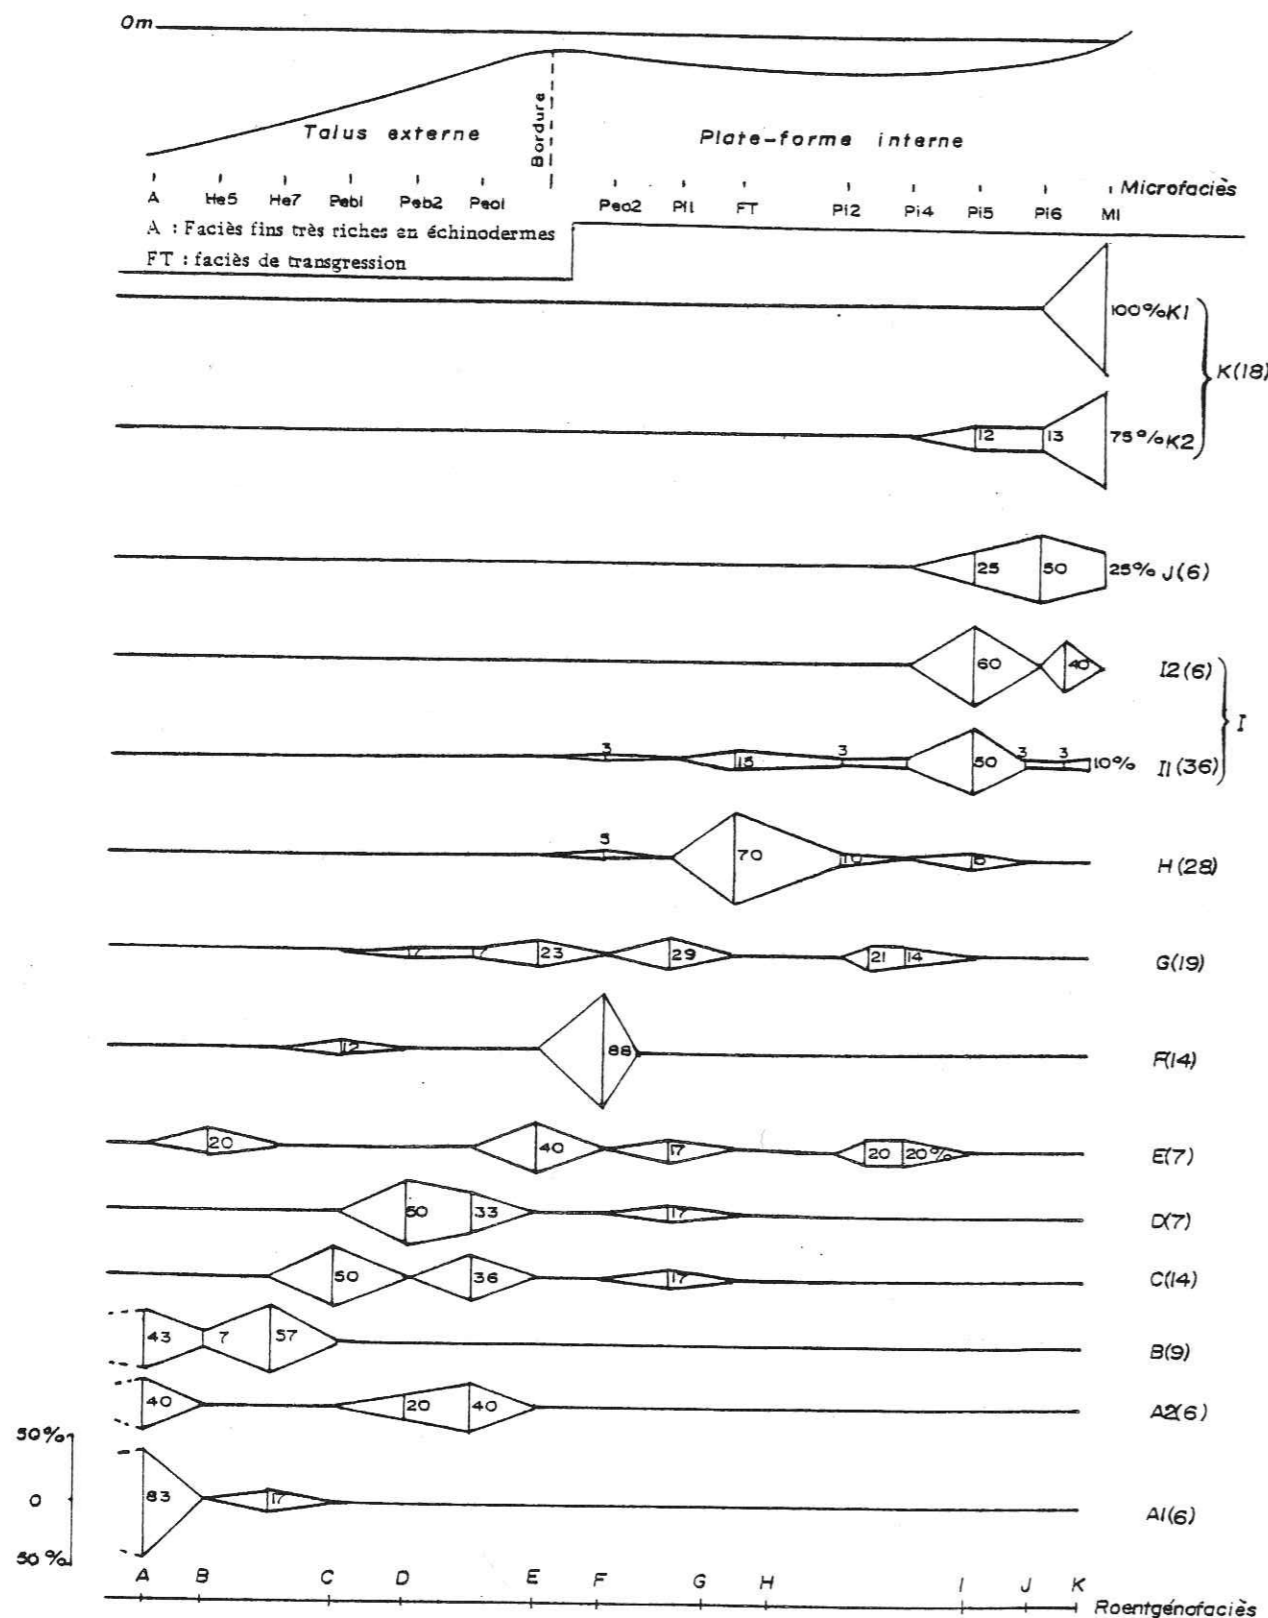 0m
Talus externe
Bordure
Plate-forme interne
Microfaciès
A He5 He7 Peb1 Peb2 Peo1 Peo2 Pi1 FT Pi2 Pi4 Pi5 Pi6 M1
A : Faciès fins très riches en échinodermes
FT : faciès de transgression
100% K1
K(18)
12 13 75% K2
25 50 25% J(6)
60 40 I2(6)
I
3 15 3 50 3 3 10% I1(36)
5 70 10 8 H(28)
7 7 23 29 21 14 G(19)
12 88 F(14)
20 40 17 20 20% E(7)
50 33 17 D(7)
50 36 17 C(14)
43 7 57 B(9)
40 20 40 A2(6)
50%
83 17 A1(6)
0
50%
A B C D E F G H I J K
Roentgénofaciès